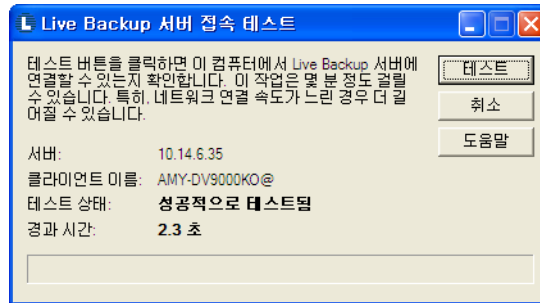 Live Backup 서버 접속 테스트
테스트 버튼을 클릭하면 이 컴퓨터에서 Live Backup 서버에
연결할 수 있는지 확인합니다. 이 작업은 몇 분 정도 걸릴
수 있습니다. 특히, 네트워크 연결 속도가 느린 경우 더 길
어질 수 있습니다.
테스트
취소
도움말
서버: 10.14.6.35
클라이언트 이름: AMY-DV9000KO@
테스트 상태: 성공적으로 테스트됨
경과 시간: 2.3 초